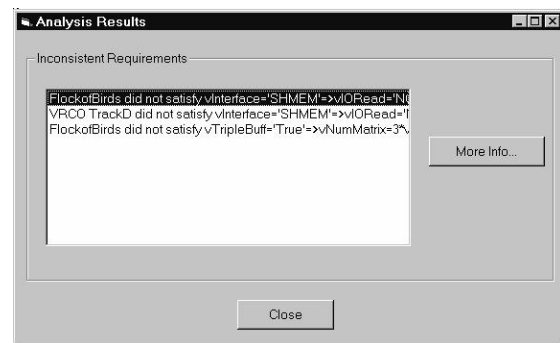 Analysis Results
Inconsistent Requirements
FlockofBirds did not satisfy vInterface='SHMEM'=>vIORead='N
VRCO TrackD did not satisfy vInterface='SHMEM'=>vIORead='
FlockofBirds did not satisfy vTripleBuff='True'=>vNumMatrix=3*
More Info...
Close